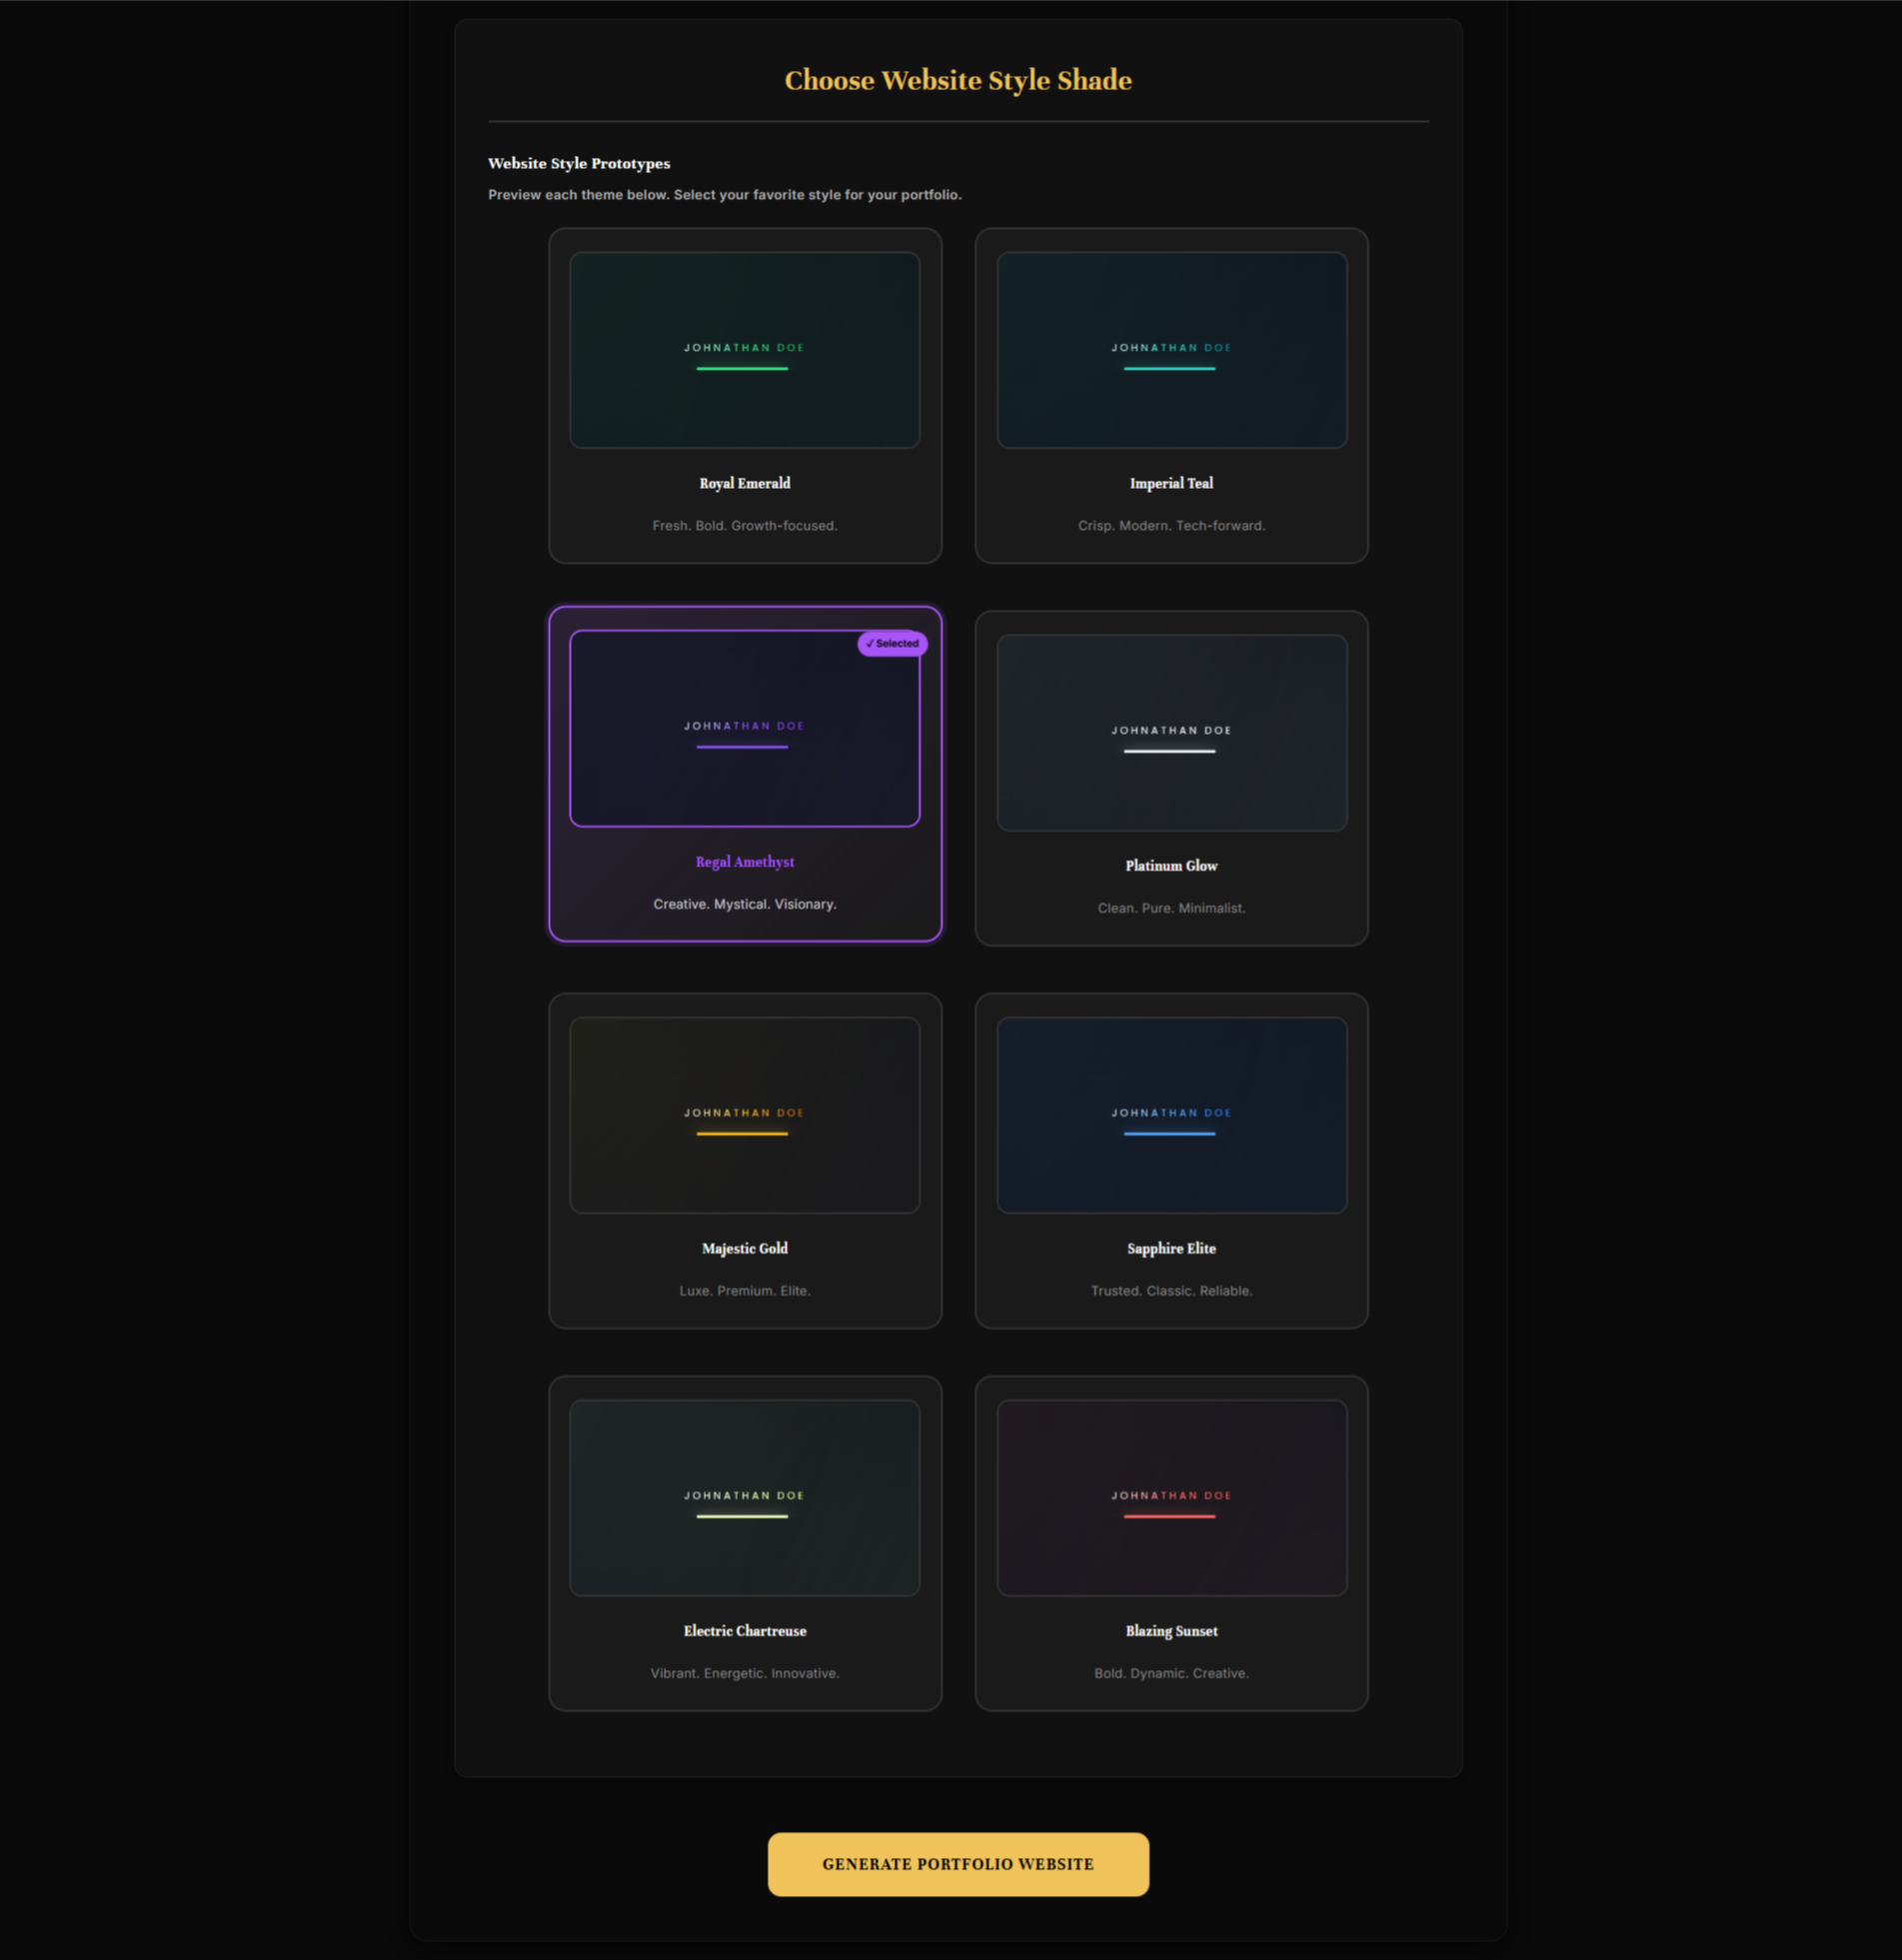 Choose Website Style Shade
Website Style Prototypes
Preview each theme below. Select your favorite style for your portfolio.
JOHNATHAN DOE
Royal Emerald
Fresh. Bold. Growth-focused.
JOHNATHAN DOE
Imperial Teal
Crisp. Modern. Tech-forward.
✓ Selected
JOHNATHAN DOE
Regal Amethyst
Creative. Mystical. Visionary.
JOHNATHAN DOE
Platinum Glow
Clean. Pure. Minimalist.
JOHNATHAN DOE
Majestic Gold
Luxe. Premium. Elite.
JOHNATHAN DOE
Sapphire Elite
Trusted. Classic. Reliable.
JOHNATHAN DOE
Electric Chartreuse
Vibrant. Energetic. Innovative.
JOHNATHAN DOE
Blazing Sunset
Bold. Dynamic. Creative.
GENERATE PORTFOLIO WEBSITE